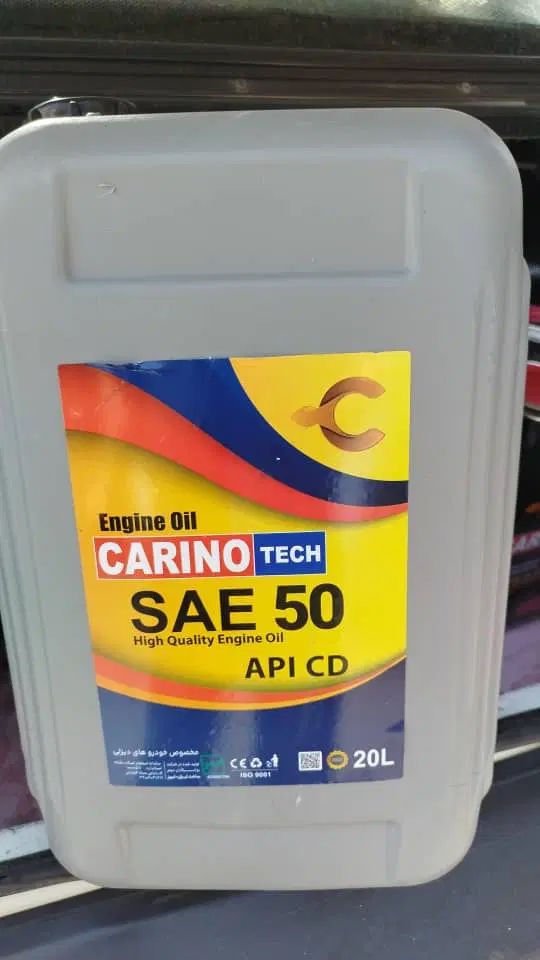 Engine Oil
CARINO TECH
SAE 50
High Quality Engine Oil
API CD
مخصوص خودرو های دیزلی
CE
ISO 9001
20L